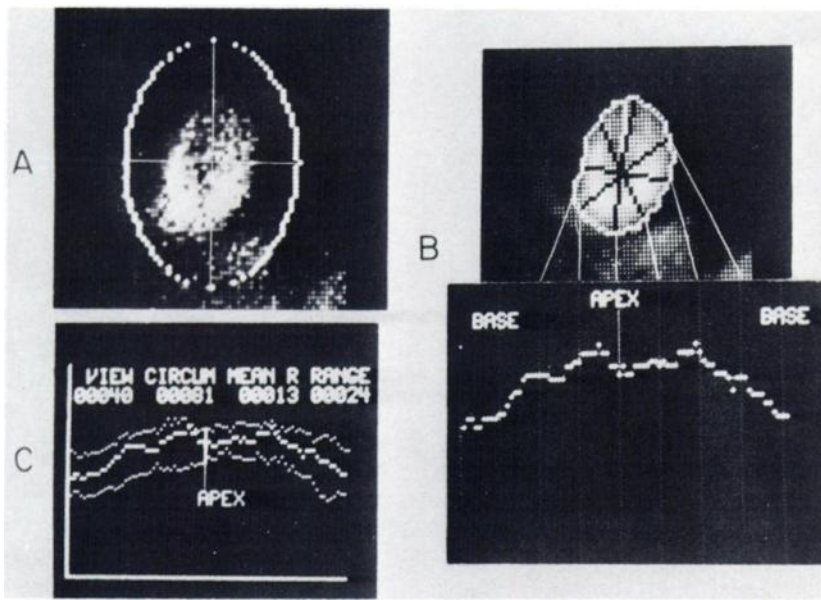 A
B
APEX
BASE BASE
C
VIEW CIRCUM MEAN R RANGE
00040 00081 00013 00024
APEX